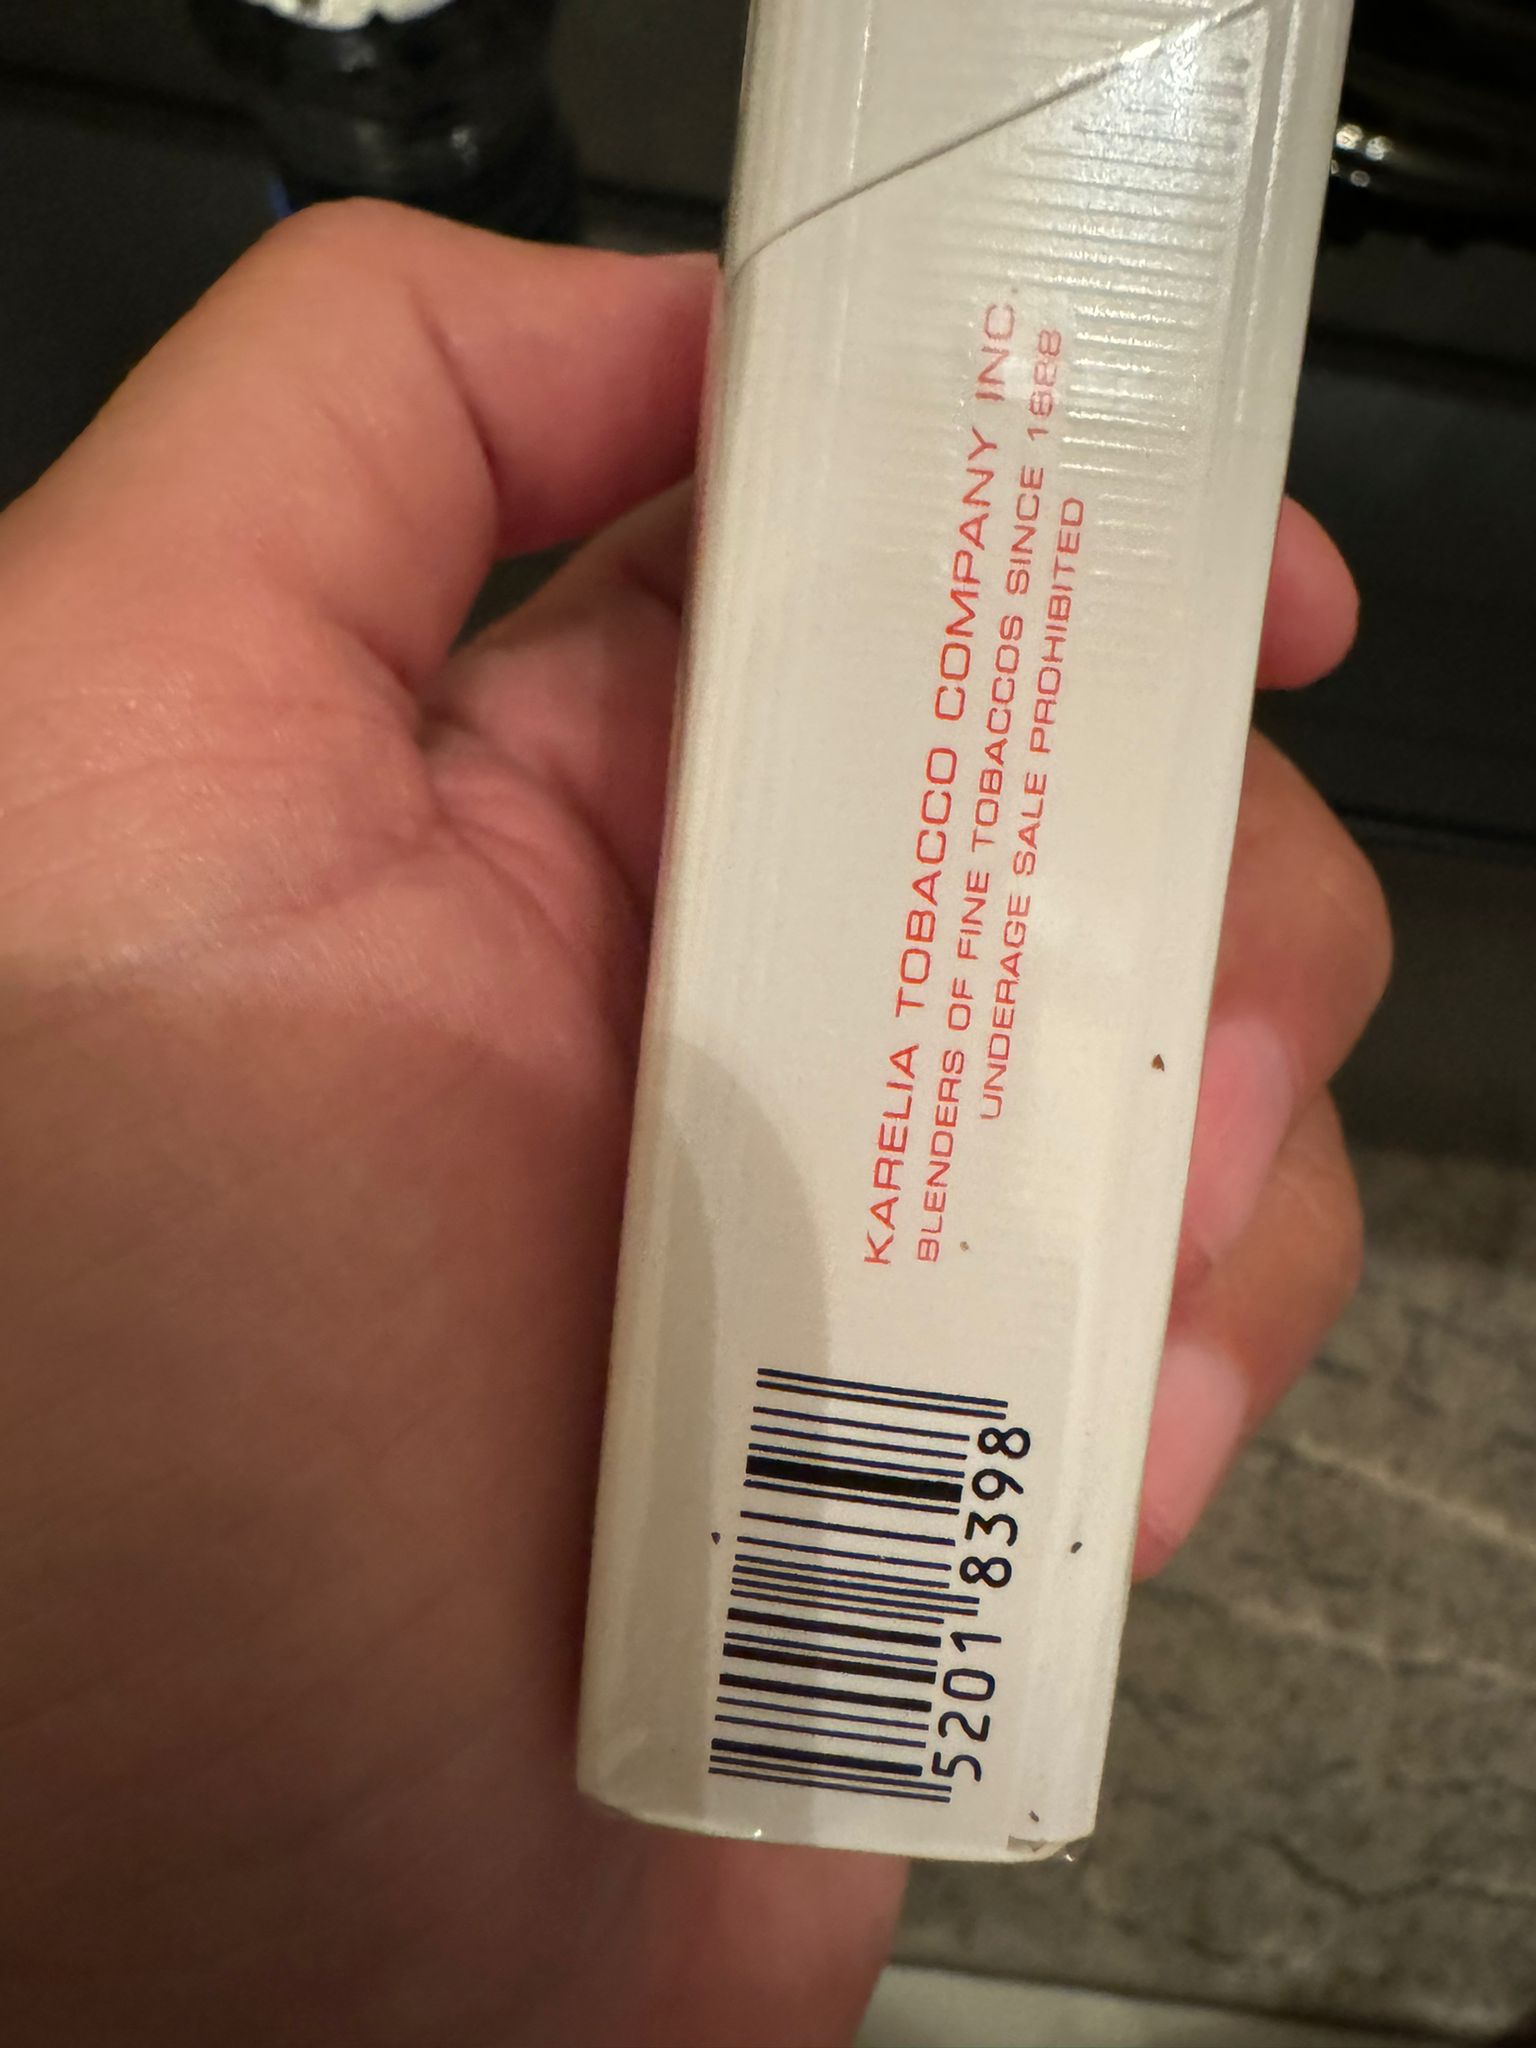 KARELIA TOBACCO COMPANY INC.
BLENDERS OF FINE TOBACCOS SINCE 1888
UNDERAGE SALE PROHIBITED
5201 8398